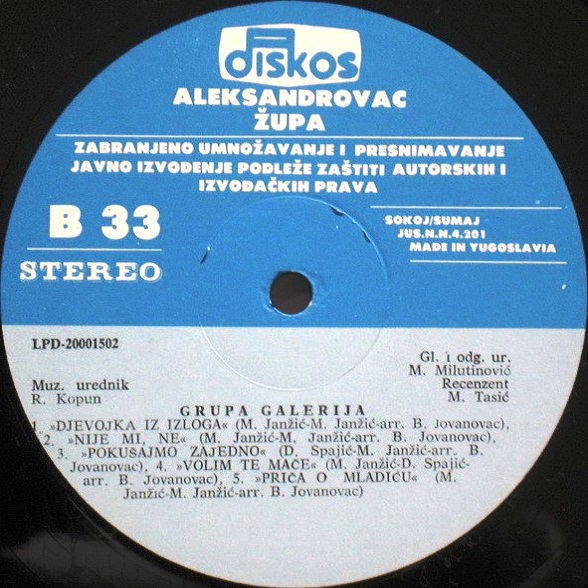 diskos
ALEKSANDROVAC
ŽUPA
ZABRANJENO UMNOŽAVANJE I PRESNIMAVANJE
JAVNO IZVOĐENJE PODLEŽE ZAŠTITI AUTORSKIH I
IZVOĐAČKIH PRAVA
B 33
STEREO
SOKOJ/SUMAJ
JUS.N.N.4.201
MADE IN YUGOSLAVIA
LPD-20001502
Muz. urednik
R. Kopun
Gl. i odg. ur.
M. Milutinović
Recenzent
M. Tasić
GRUPA GALERIJA
1. »DJEVOJKA IZ IZLOGA« (M. Janžić-arr. B. Jovanovac)
2. »NIJE MI, NE« (M. Janžić-M. Janžić-arr. B. Jovanovac),
3. »POKUSAJMO ZAJEDNO« (D. Spajić-M. Janžić-arr. B.
Jovanovac), 4. »VOLIM TE MAČE« (M. Janžić-D. Spajić-
arr. B. Jovanovac), 5. »PRIČA O MLADIĆU“ (M.
Janžić-M. Janžić-arr. B. Jovanovac)